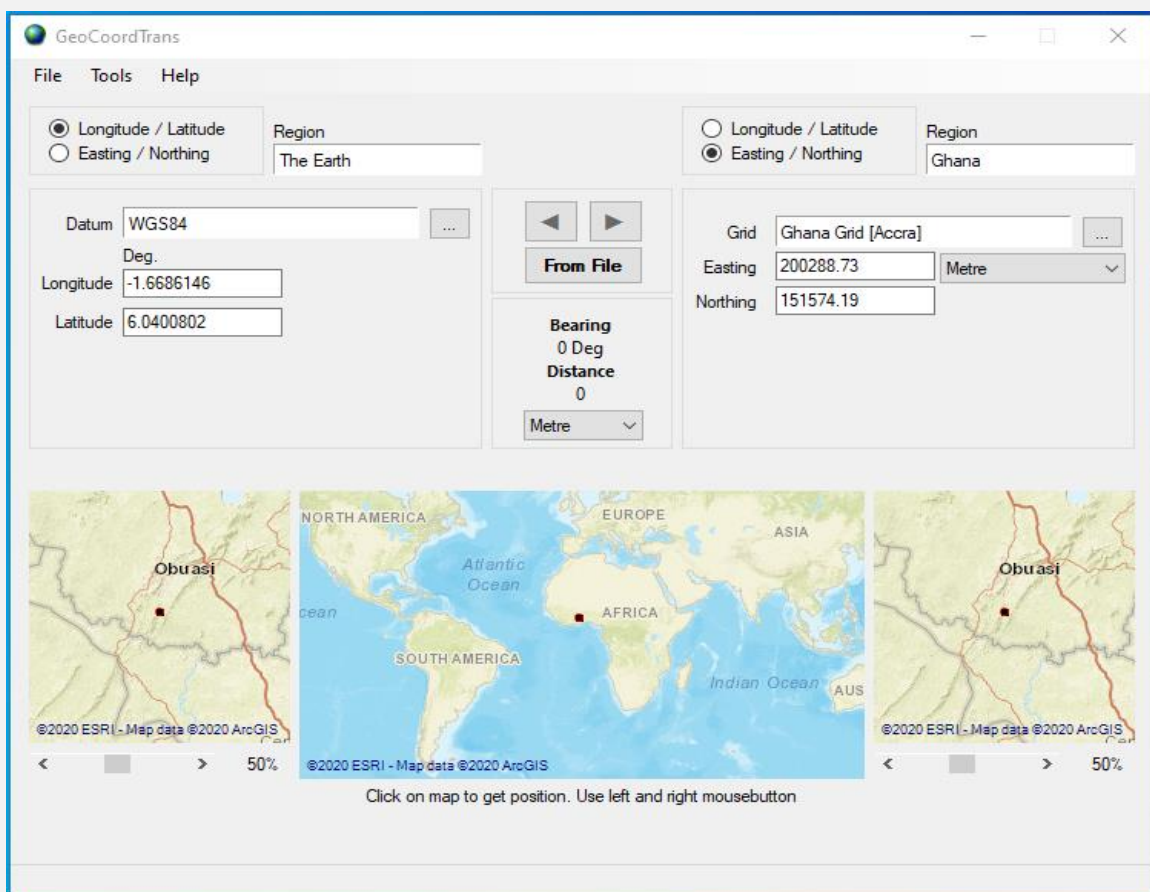 GeoCoordTrans
File Tools Help
Longitude / Latitude
Easting / Northing
Region
The Earth
Longitude / Latitude
Easting / Northing
Region
Ghana
Datum WGS84 ...
Deg.
Longitude -1.6686146
Latitude 6.0400802
From File
Bearing
0 Deg
Distance
0
Metre
Grid Ghana Grid [Accra] ...
Easting 200288.73 Metre
Northing 151574.19
Obuasi
©2020 ESRI - Map data ©2020 ArcGIS
Cer
< > 50%
NORTH AMERICA
EUROPE
ASIA
Atlantic
Ocean
cean
AFRICA
SOUTH AMERICA
Indian Ocean
AUS
©2020 ESRI - Map data ©2020 ArcGIS
Obuasi
©2020 ESRI - Map data ©2020 ArcGIS
Cer
< > 50%
Click on map to get position. Use left and right mousebutton